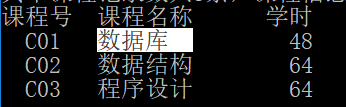 课程号 课程名称 学时
C01 数据库 48
C02 数据结构 64
C03 程序设计 64